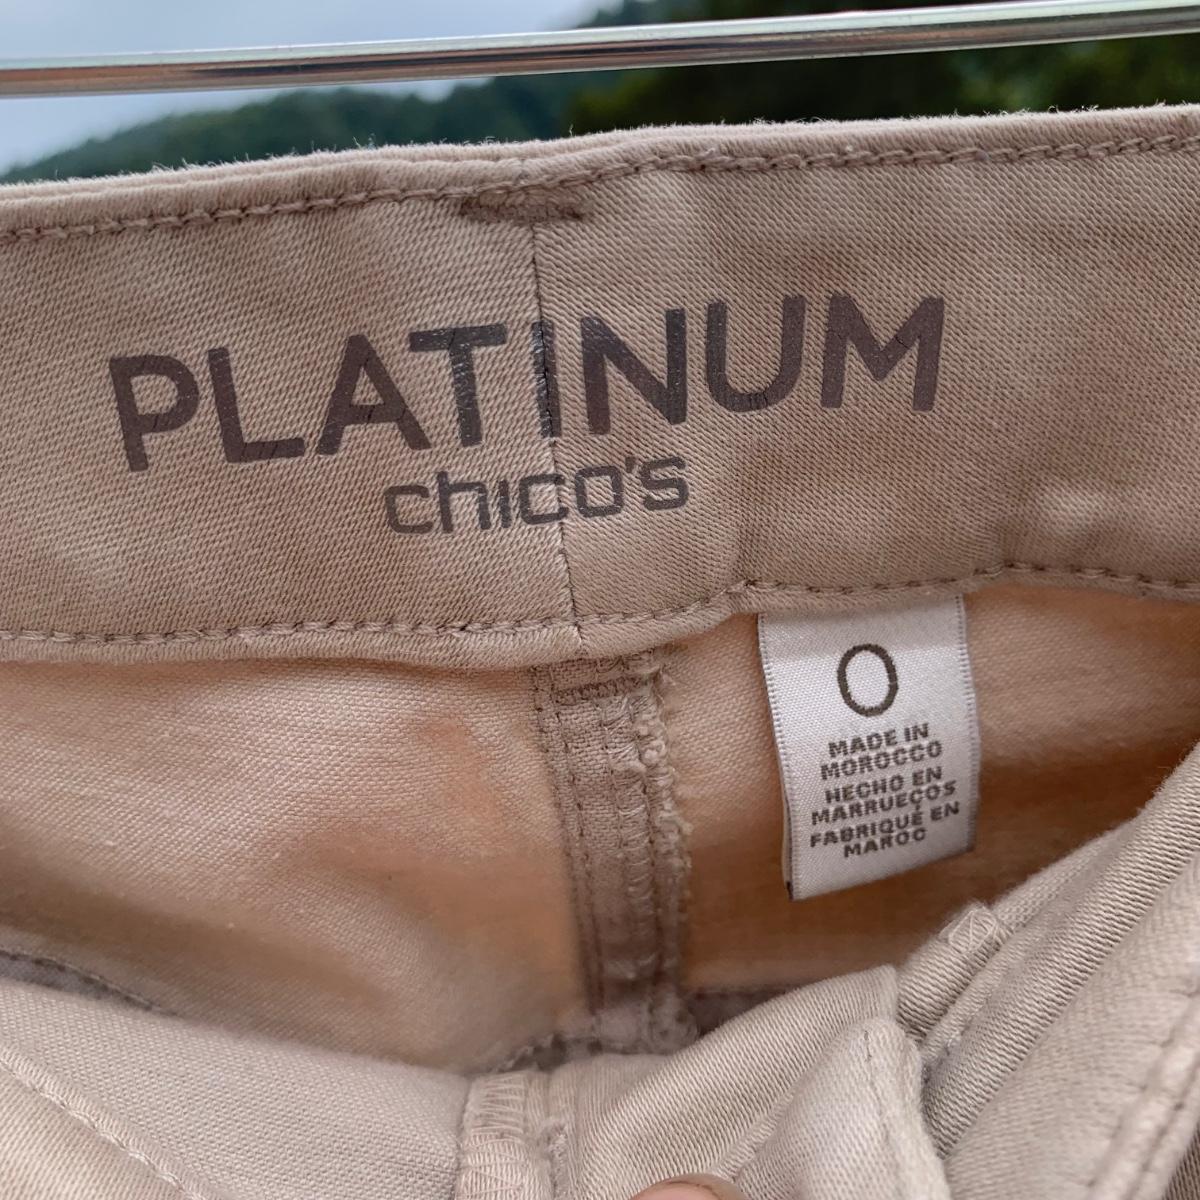 PLATINUM
chico's
0
MADE IN
MOROCCO
HECHO EN
MARRUECOS
FABRIQUÉ EN
MAROC